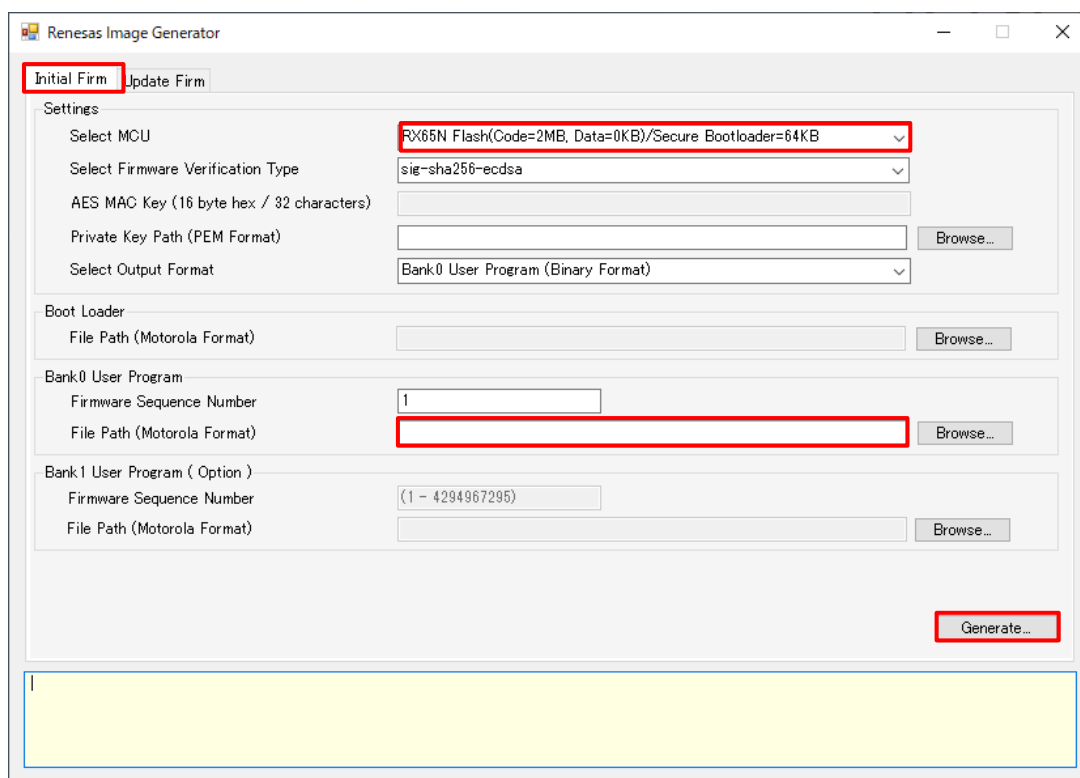 Renesas Image Generator
Initial Firm Update Firm
Settings
Select MCU RX65N Flash(Code=2MB, Data=0KB)/Secure Bootloader=64KB
Select Firmware Verification Type sig-sha256-ecdsa
AES MAC Key (16 byte hex / 32 characters)
Private Key Path (PEM Format) Browse...
Select Output Format Bank0 User Program (Binary Format)
Boot Loader
File Path (Motorola Format) Browse...
Bank0 User Program
Firmware Sequence Number 1
File Path (Motorola Format) Browse...
Bank1 User Program ( Option )
Firmware Sequence Number (1 - 4294967295)
File Path (Motorola Format) Browse...
Generate...